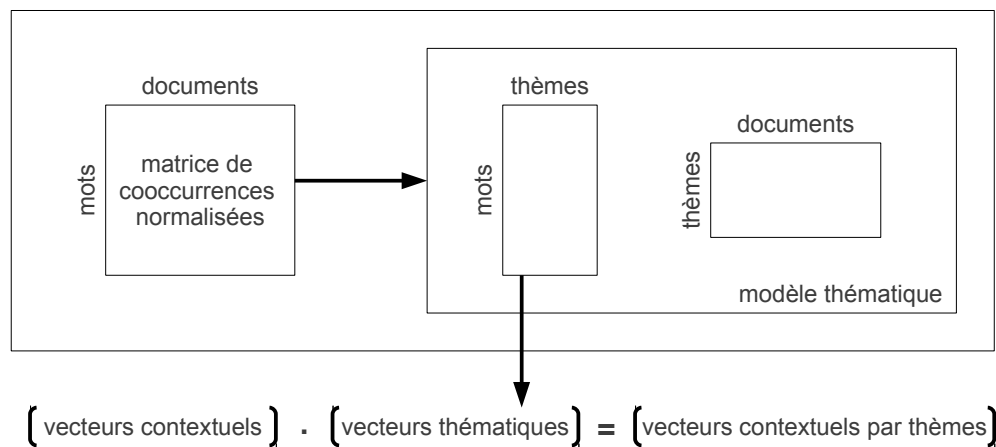 documents
mots
matrice de
cooccurrences
normalisées
thèmes
mots
documents
thèmes
modèle thématique
[vecteurs contextuels] . [vecteurs thématiques] = [vecteurs contextuels par thèmes]